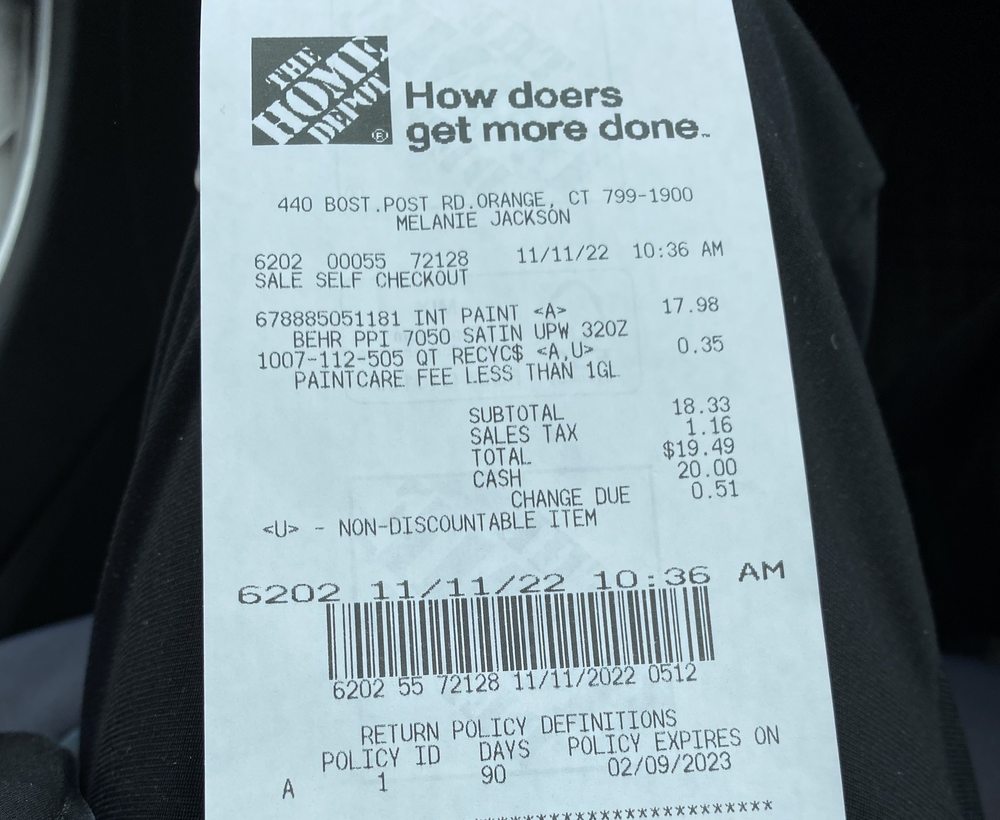 THE
HOME
DEPOT
®
How doers
get more done™
440 BOST.POST RD.ORANGE, CT 799-1900
MELANIE JACKSON
6202 00055 72128 11/11/22 10:36 AM
SALE SELF CHECKOUT
678885051181 INT PAINT <A> 17.98
BEHR PPI 7050 SATIN UPW 32OZ
1007-112-505 QT RECYC$ <A,U> 0.35
PAINTCARE FEE LESS THAN 1GL
SUBTOTAL 18.33
SALES TAX 1.16
TOTAL $19.49
CASH 20.00
CHANGE DUE 0.51
<U> - NON-DISCOUNTABLE ITEM
6202 11/11/22 10:36 AM
6202 55 72128 11/11/2022 0512
RETURN POLICY DEFINITIONS
POLICY ID DAYS POLICY EXPIRES ON
A 1 90 02/09/2023
***********************